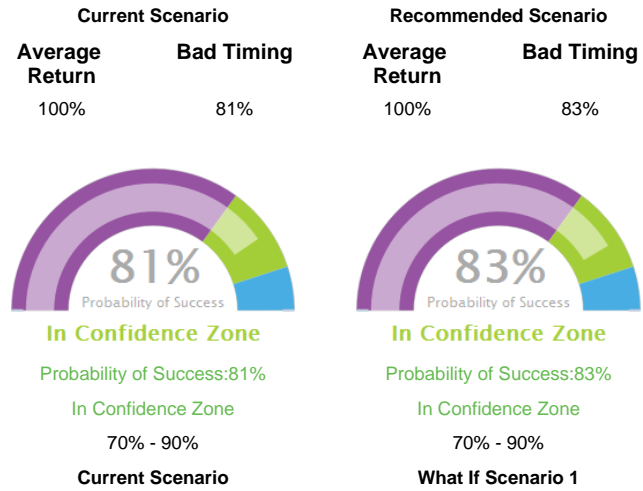 Current Scenario Recommended Scenario
Average Return Bad Timing Average Return Bad Timing
100% 81% 100% 83%
81% 83%
Probability of Success Probability of Success
In Confidence Zone In Confidence Zone
Probability of Success:81% Probability of Success:83%
In Confidence Zone In Confidence Zone
70% - 90% 70% - 90%
Current Scenario What If Scenario 1